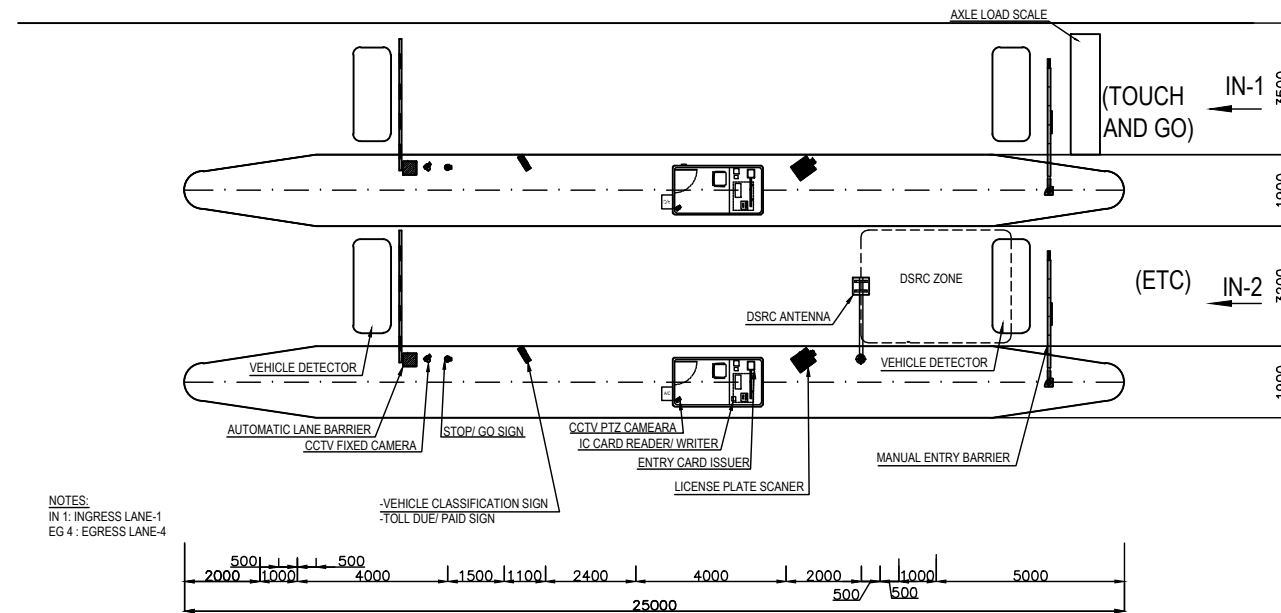 AXLE LOAD SCALE
(TOUCH
AND GO)
IN-1
3500
1900
DSRC ZONE
(ETC)
IN-2
3200
DSRC ANTENNA
VEHICLE DETECTOR
VEHICLE DETECTOR
1900
AUTOMATIC LANE BARRIER
CCTV FIXED CAMERA
STOP/ GO SIGN
CCTV PTZ CAMEARA
IC CARD READER/ WRITER
ENTRY CARD ISSUER
LICENSE PLATE SCANER
MANUAL ENTRY BARRIER
NOTES:
IN 1: INGRESS LANE-1
EG 4 : EGRESS LANE-4
-VEHICLE CLASSIFICATION SIGN
-TOLL DUE/ PAID SIGN
500
500
2000
1000
4000
1500
1100
2400
4000
2000
1000
5000
500
500
25000